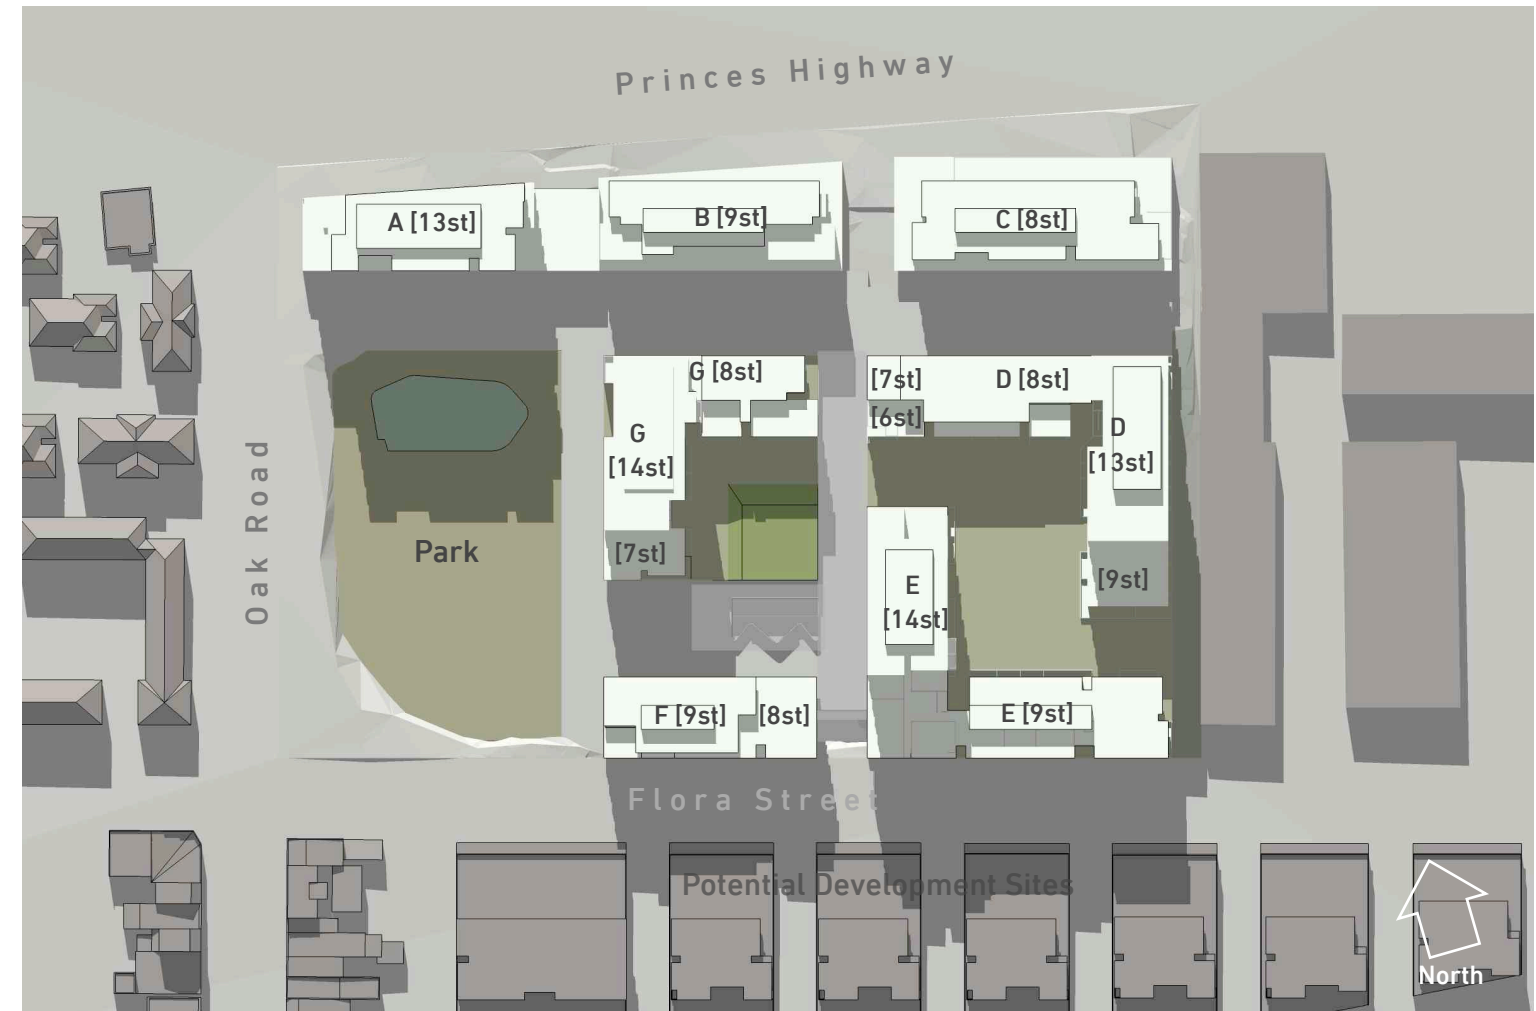 Princes Highway
A [13st]
B [9st]
C [8st]
G [8st]
[7st]
D [8st]
[6st]
G
[14st]
D
[13st]
Oak Road
Park
[7st]
[9st]
E
[14st]
F [9st]
[8st]
E [9st]
Flora Street
Potential Development Sites
North